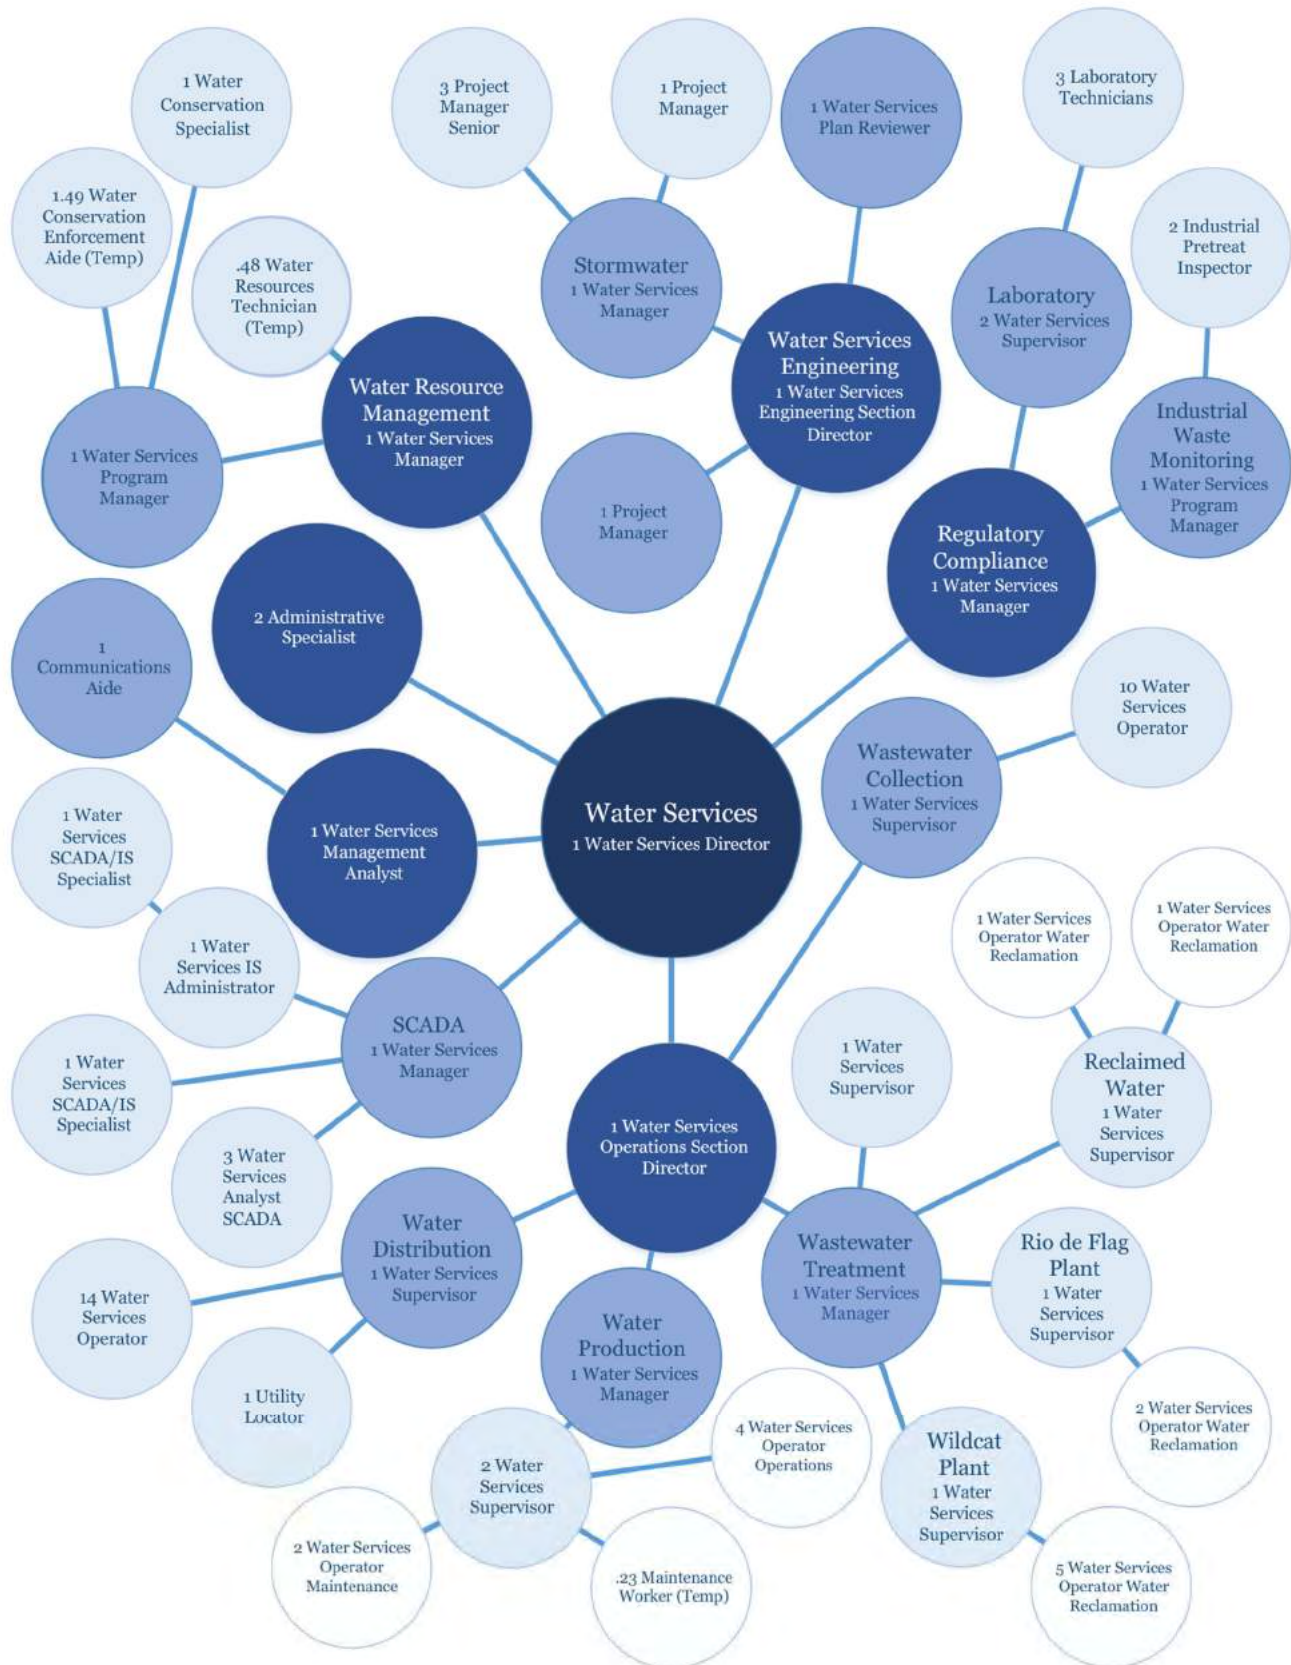 1 Water
Conservation
Specialist
3 Project
Manager
Senior
1 Project
Manager
1 Water Services
Plan Reviewer
3 Laboratory
Technicians
1.49 Water
Conservation
Enforcement
Aide (Temp)
.48 Water
Resources
Technician
(Temp)
Stormwater
1 Water Services
Manager
2 Industrial
Pretreat
Inspector
Laboratory
2 Water Services
Supervisor
Water Resource
Management
1 Water Services
Manager
Water Services
Engineering
1 Water Services
Engineering Section
Director
Industrial
Waste
Monitoring
1 Water Services
Program
Manager
1 Water Services
Program
Manager
1 Project
Manager
Regulatory
Compliance
1 Water Services
Manager
2 Administrative
Specialist
1
Communications
Aide
10 Water
Services
Operator
Wastewater
Collection
1 Water Services
Supervisor
Water Services
1 Water Services Director
1 Water Services
Management
Analyst
1 Water
Services
SCADA/IS
Specialist
1 Water
Services IS
Administrator
1 Water Services
Operator Water
Reclamation
1 Water Services
Operator Water
Reclamation
SCADA
1 Water Services
Manager
1 Water
Services
SCADA/IS
Specialist
1 Water
Services
Supervisor
Reclaimed
Water
1 Water
Services
Supervisor
1 Water Services
Operations Section
Director
3 Water
Services
Analyst
SCADA
Water
Distribution
1 Water Services
Supervisor
Wastewater
Treatment
1 Water Services
Manager
Rio de Flag
Plant
1 Water
Services
Supervisor
14 Water
Services
Operator
Water
Production
1 Water Services
Manager
1 Utility
Locator
2 Water Services
Operator Water
Reclamation
4 Water Services
Operator
Operations
Wildcat
Plant
1 Water
Services
Supervisor
2 Water
Services
Supervisor
2 Water Services
Operator
Maintenance
.23 Maintenance
Worker (Temp)
5 Water Services
Operator Water
Reclamation